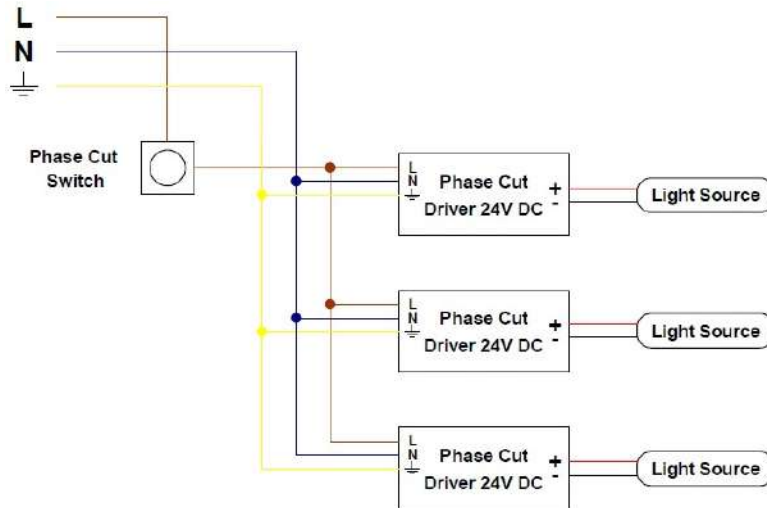 L
N
Phase Cut
Switch
L
N
Phase Cut
Driver 24V DC
+
-
Light Source
L
N
Phase Cut
Driver 24V DC
+
-
Light Source
L
N
Phase Cut
Driver 24V DC
+
-
Light Source